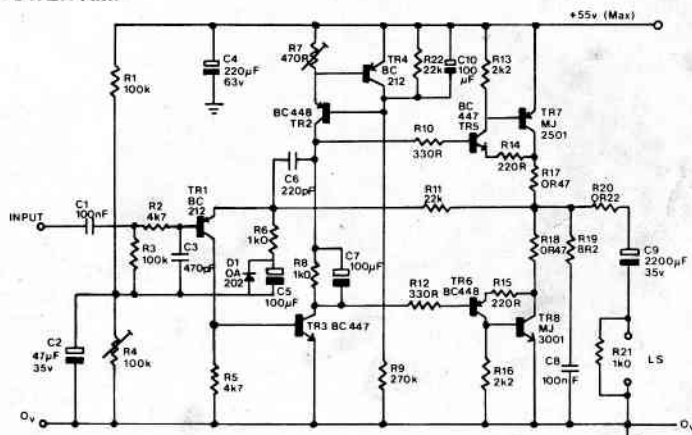 +55v (Max)
R1
100k
C4
220µF
63v
R7
470R
TR4
BC
212
R22
22k
C10
100
µF
R13
2k2
BC448
TR2
BC
447
TR5
TR7
MJ
2501
R10
330R
R14
220R
C6
220pF
R17
0R47
TR1
BC
212
R11
22k
R20
0R22
C1
100nF
R2
4k7
INPUT
R3
100k
C3
470pF
R6
1k0
D1
OA
202
C5
100µF
R8
1k0
C7
100µF
R18
0R47
R19
8R2
C9
2200µF
35v
R12
330R
TR6
BC448
R15
220R
TR3 BC447
TR8
MJ
3001
C2
47µF
35v
R4
100k
R5
4k7
R9
270k
R16
2k2
C8
100nF
R21
1k0
LS
0v
0v